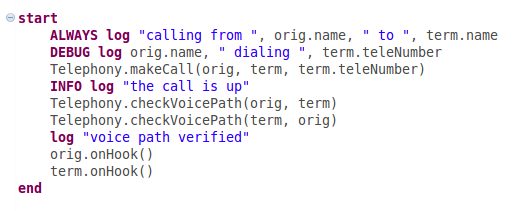 start
ALWAYS log "calling from ", orig.name, " to ", term.name
DEBUG log orig.name, " dialing ", term.teleNumber
Telephony.makeCall(orig, term, term.teleNumber)
INFO log "the call is up"
Telephony.checkVoicePath(orig, term)
Telephony.checkVoicePath(term, orig)
log "voice path verified"
orig.onHook()
term.onHook()
end